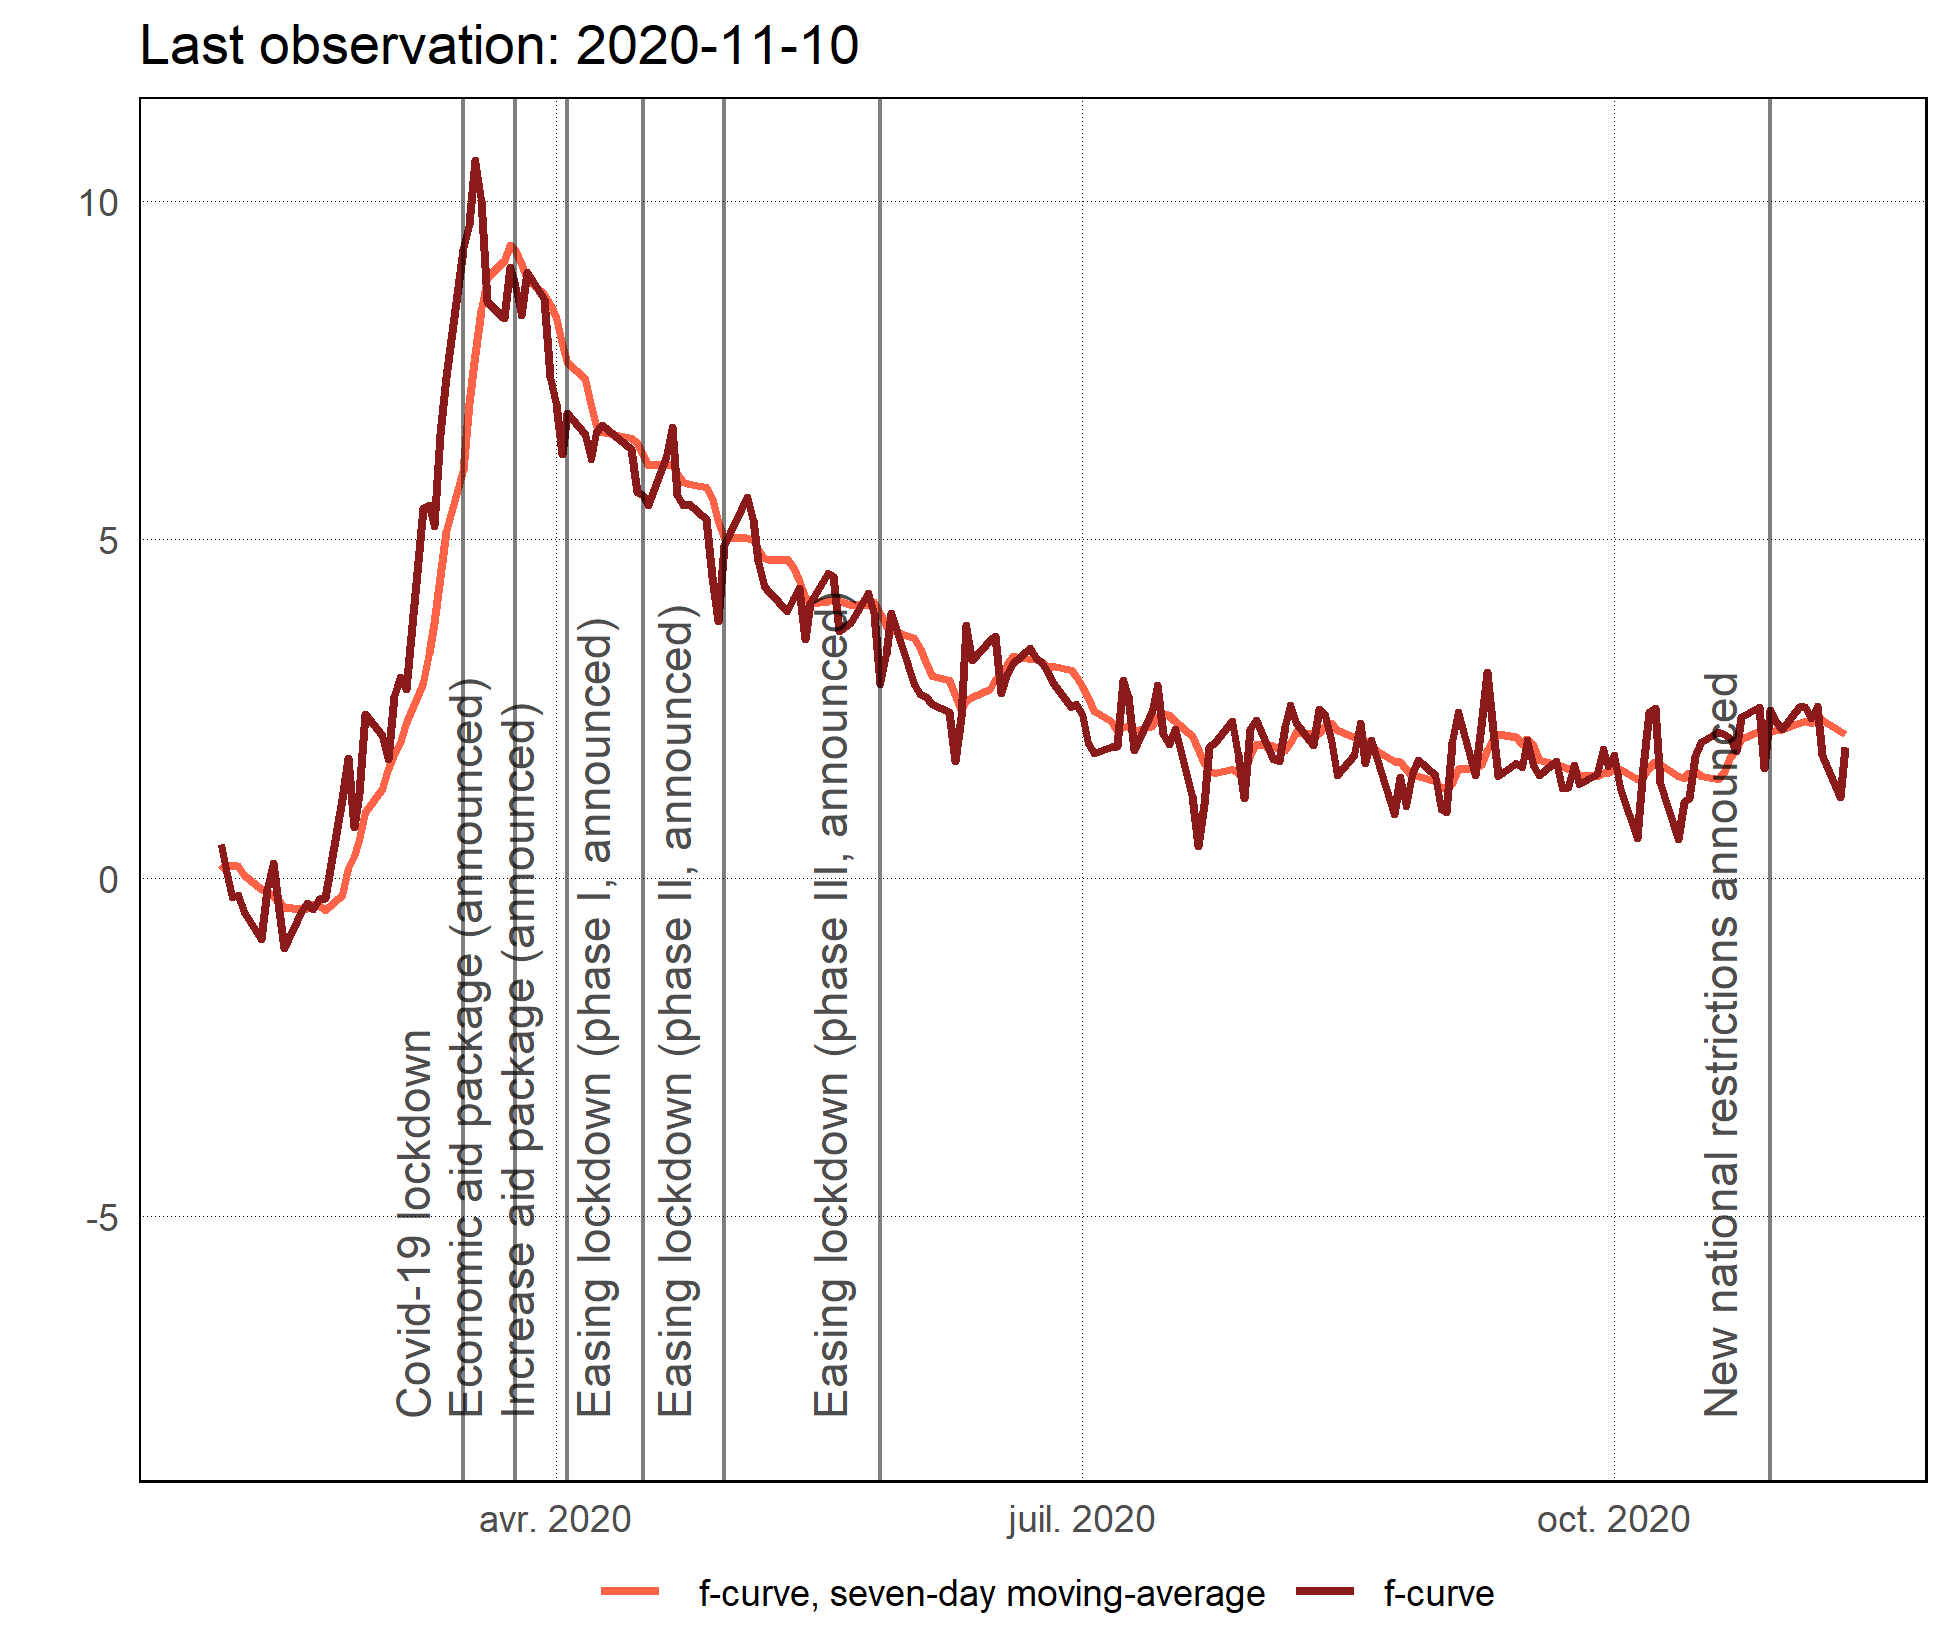 Last observation: 2020-11-10
10
5
0
-5
Covid-19 lockdown
Economic aid package (announced)
Increase aid package (announced)
Easing lockdown (phase I, announced)
Easing lockdown (phase II, announced)
Easing lockdown (phase III, announced)
New national restrictions announced
avr. 2020
juil. 2020
oct. 2020
f-curve, seven-day moving-average
f-curve